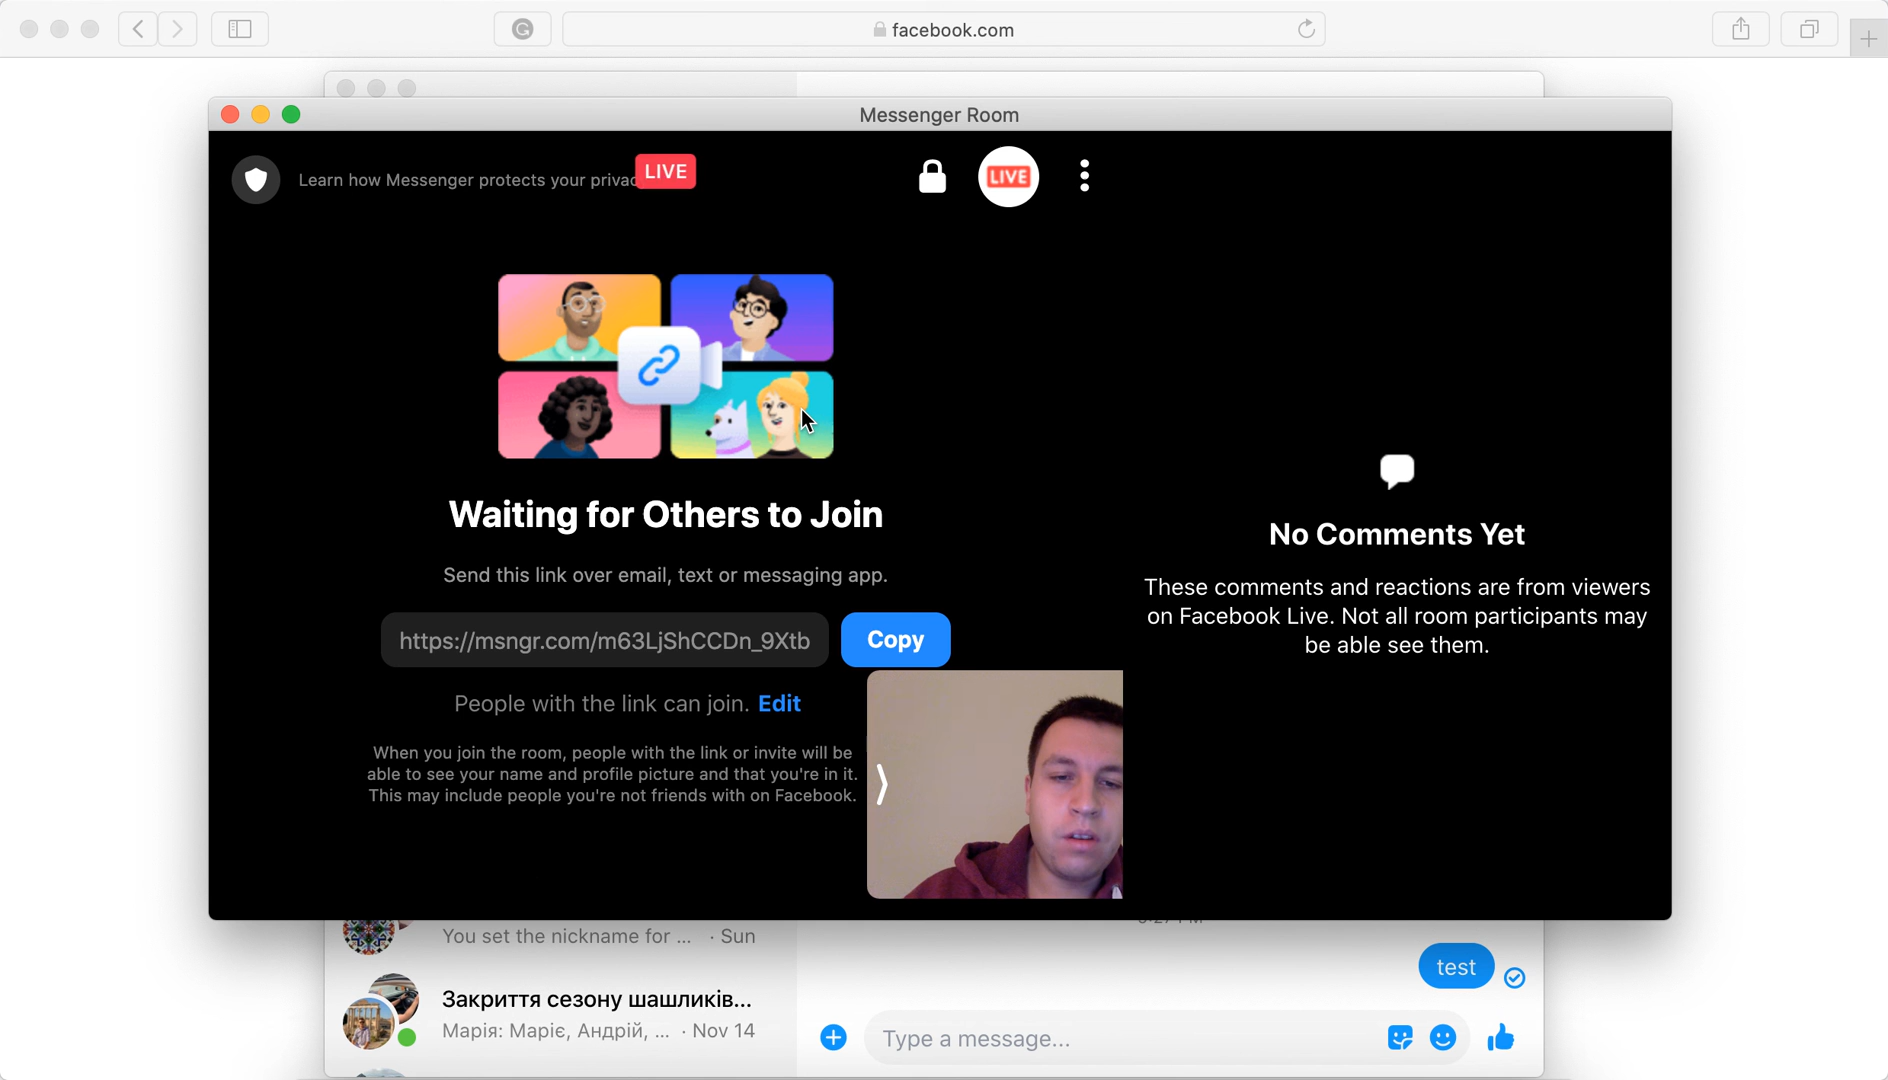 facebook.com
Messenger Room
Learn how Messenger protects your privac
LIVE
LIVE
Waiting for Others to Join
Send this link over email, text or messaging app.
https://msngr.com/m63LjShCCDn_9Xtb
Copy
People with the link can join. Edit
When you join the room, people with the link or invite will be
able to see your name and profile picture and that you're in it.
This may include people you're not friends with on Facebook.
No Comments Yet
These comments and reactions are from viewers
on Facebook Live. Not all room participants may
be able see them.
You set the nickname for ... · Sun
Закриття сезону шашликів...
Марія: Маріє, Андрій, ... · Nov 14
test
Type a message...